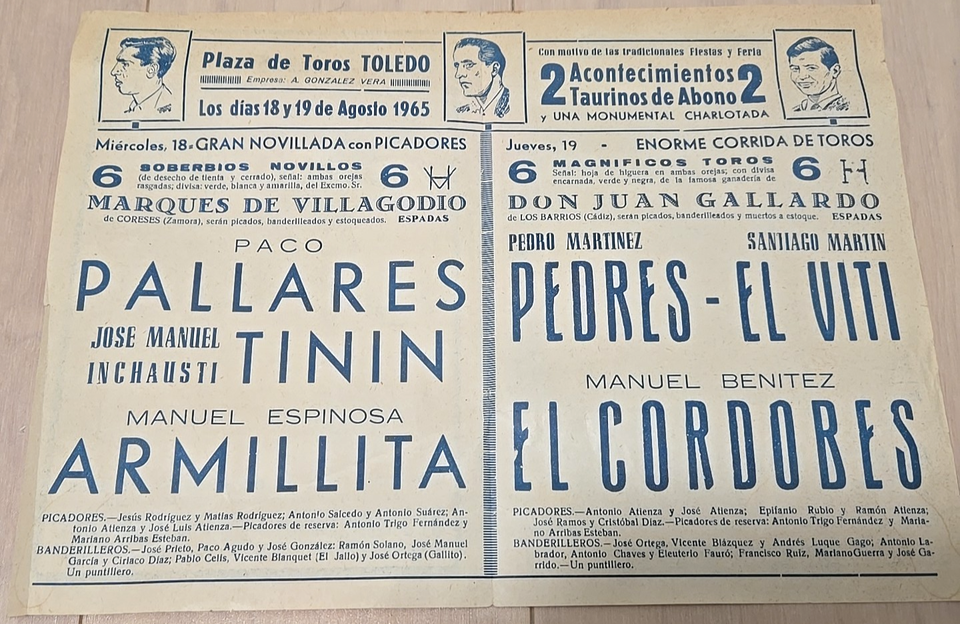 Plaza de Toros TOLEDO
Empresa: A. GONZALEZ VERA
Los días 18 y 19 de Agosto 1965
Con motivo de las tradicionales Fiestas y Feria
2 Acontecimientos 2
Taurinos de Abono
y UNA MONUMENTAL CHARLOTADA
Miércoles, 18-GRAN NOVILLADA con PICADORES
6 SOBERBIOS NOVILLOS 6
(de desecho de tienta y cerrado), señal: ambas orejas
rasgadas; divisa: verde, blanca y amarilla, del Excmo. Sr.
MARQUES DE VILLAGODIO
de CORESES (Zamora), serán picados, banderilleados y estoqueados. ESPADAS
PACO
PALLARES
JOSE MANUEL
INCHAUSTI
TININ
MANUEL ESPINOSA
ARMILLITA
PICADORES.—Jesús Rodríguez y Matías Rodríguez; Antonio Salcedo y Antonio Suárez; An-
tonio Atienza y José Luis Atienza.—Picadores de reserva: Antonio Trigo Fernández y
Mariano Arribas Esteban.
BANDERILLEROS.—José Prieto, Paco Agudo y José González: Ramón Solano, José Manuel
García y Ciriaco Díaz; Pablo Celis, Vicente Blanquet (El Jallo) y José Ortega (Gallito).
Un puntillero.
Jueves, 19 - ENORME CORRIDA DE TOROS
6 MAGNIFICOS TOROS 6
Señal: hoja de higuera en ambas orejas; con divisa
encarnada, verde y negra, de la famosa ganadería de
DON JUAN GALLARDO
de LOS BARRIOS (Cádiz), serán picados, banderilleados y muertos a estoque. ESPADAS
PEDRO MARTINEZ SANTIAGO MARTIN
PEDRES - EL VITI
MANUEL BENITEZ
EL CORDOBES
PICADORES.—Antonio Atienza y José Atienza; Epifanio Rubio y Ramón Atienza;
José Ramos y Cristóbal Díaz.—Picadores de reserva: Antonio Trigo Fernández y Maria-
no Arribas Esteban.
BANDERILLEROS.—José Ortega, Vicente Blázquez y Andrés Luque Gago; Antonio La-
brador, Antonio Chaves y Eleuterio Fauró; Francisco Ruiz, Mariano Guerra y José Ga-
rrido.—Un puntillero.